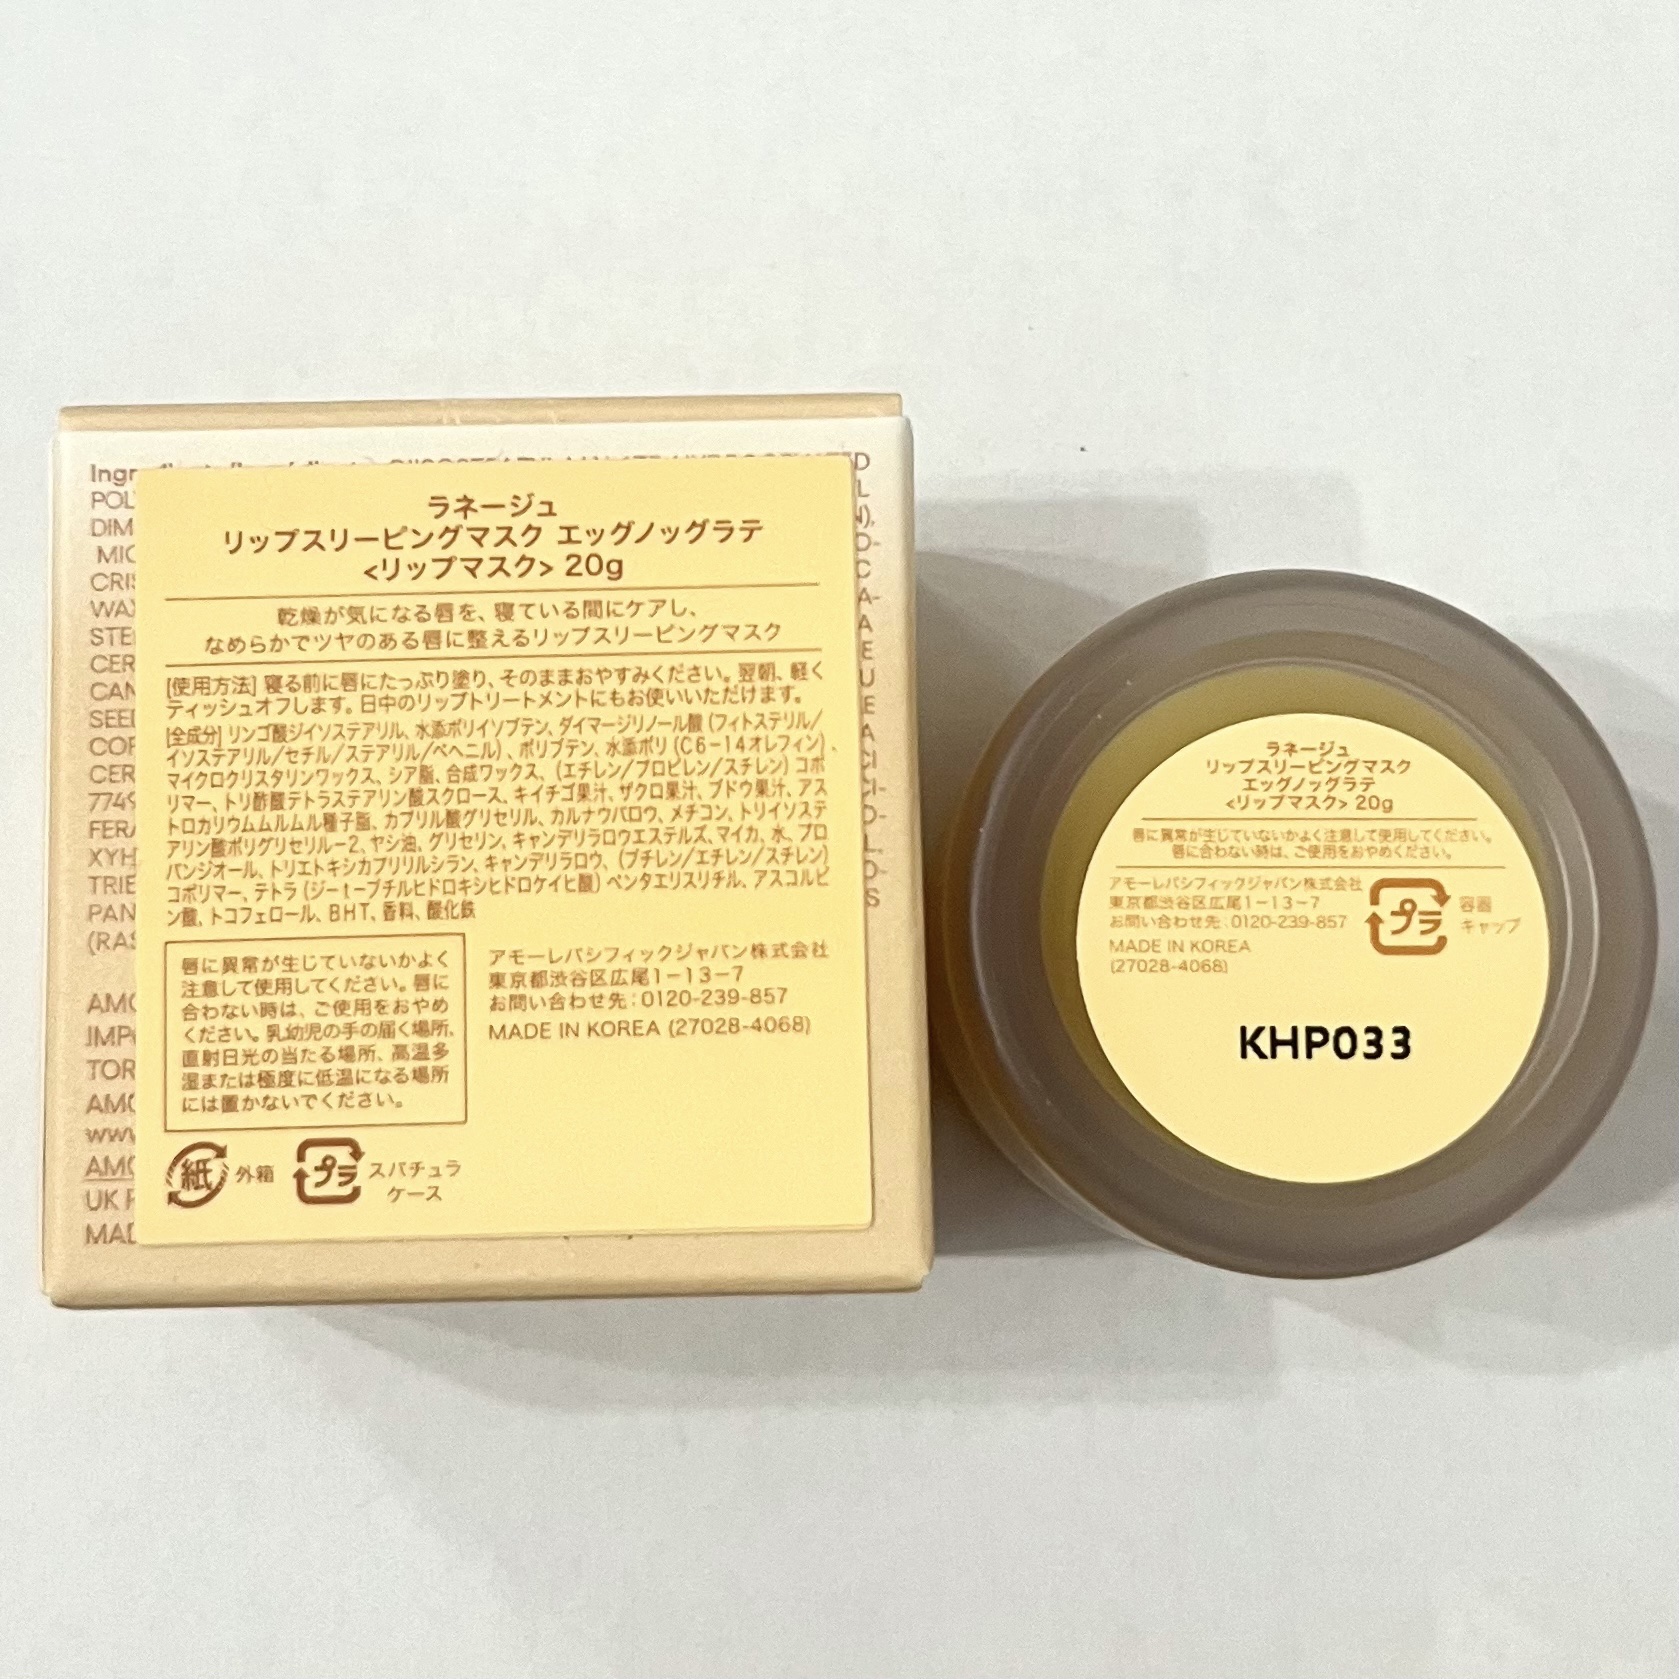 ラネージュ
リップスリーピングマスク エッグノッグラテ
<リップマスク> 20g
乾燥が気になる唇を、寝ている間にケアし、
なめらかでツヤのある唇に整えるリップスリーピングマスク
[使用方法] 寝る前に唇にたっぷり塗り、そのままおやすみください。翌朝、軽く
ティッシュオフします。日中のリップトリートメントにもお使いいただけます。
[全成分] リンゴ酸ジイソステアリル、水添ポリイソブテン、ダイマージリノール酸 (フィトステリル/
イソステアリル/セチル/ステアリル/ベヘニル) 、ポリブテン、水添ポリ (C6-14オレフィン) 、
マイクロクリスタリンワックス、シア脂、合成ワックス、(エチレン/プロピレン/スチレン) コポ
リマー、トリ酢酸テトラステアリン酸スクロース、キイチゴ果汁、ザクロ果汁、ブドウ果汁、アス
トロカリウムムルムル種子脂、カプリル酸グリセリル、カルナウバロウ、メチコン、トリイソステ
アリン酸ポリグリセリル-2、ヤシ油、グリセリン、キャンデリラロウエステルズ、マイカ、水、プロ
パンジオール、トリエトキシカプリリルシラン、キャンデリラロウ、(ブチレン/エチレン/スチレン)
コポリマー、テトラ (ジ-t-ブチルヒドロキシヒドロケイヒ酸) ペンタエリスリチル、アスコルビ
ン酸、トコフェロール、BHT、香料、酸化鉄
唇に異常が生じていないかよく
注意して使用してください。唇に
合わない時は、ご使用をおやめ
ください。乳幼児の手の届く場所、
直射日光の当たる場所、高温多
湿または極度に低温になる場所
には置かないでください。
アモーレパシフィックジャパン株式会社
東京都渋谷区広尾1-13-7
お問い合わせ先:0120-239-857
MADE IN KOREA (27028-4068)
紙 外箱 プラ スパチュラ
ケース
ラネージュ
リップスリーピングマスク
エッグノッグラテ
<リップマスク> 20g
唇に異常が生じていないかよく注意して使用してください。
唇に合わない時は、ご使用をおやめください。
アモーレパシフィックジャパン株式会社
東京都渋谷区広尾1-13-7
お問い合わせ先:0120-239-857
MADE IN KOREA
(27028-4068)
プラ 容器
キャップ
KHP033